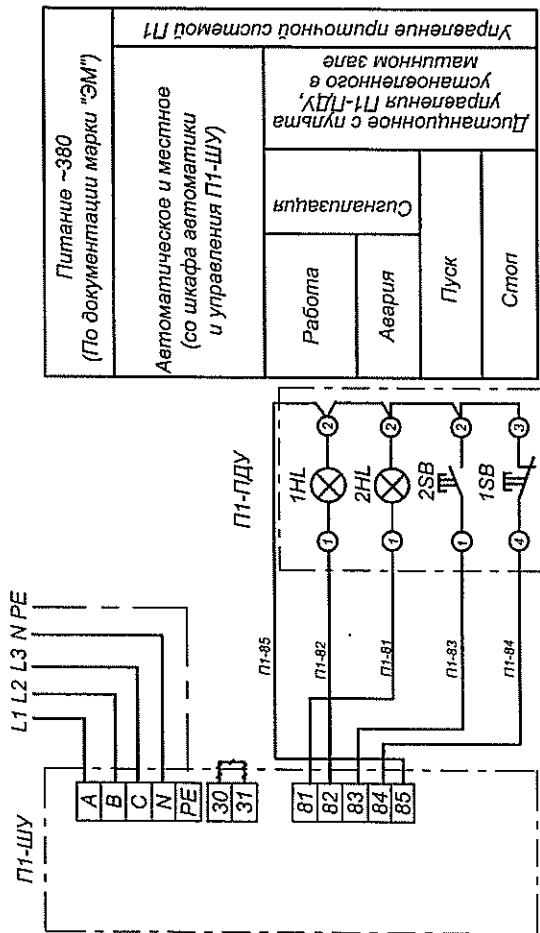 Питание ~380
(По документации марки "ЭМ")
Автоматическое и местное
(со шкафа автоматики
и управления П1-ШУ)
Работа
Авария
Пуск
Стоп
Сигнализация
Дистанционное с пульта
управления П1-ПДУ,
установленного в
машинном зале
Управление приточной системой П1
П1-ПДУ
1HL
2HL
2SB
1SB
1
2
1
2
1
2
4
3
L1 L2 L3 N PE
П1-85
П1-82
П1-81
П1-83
П1-84
П1-ШУ
A
B
C
N
PE
30
31
81
82
83
84
85